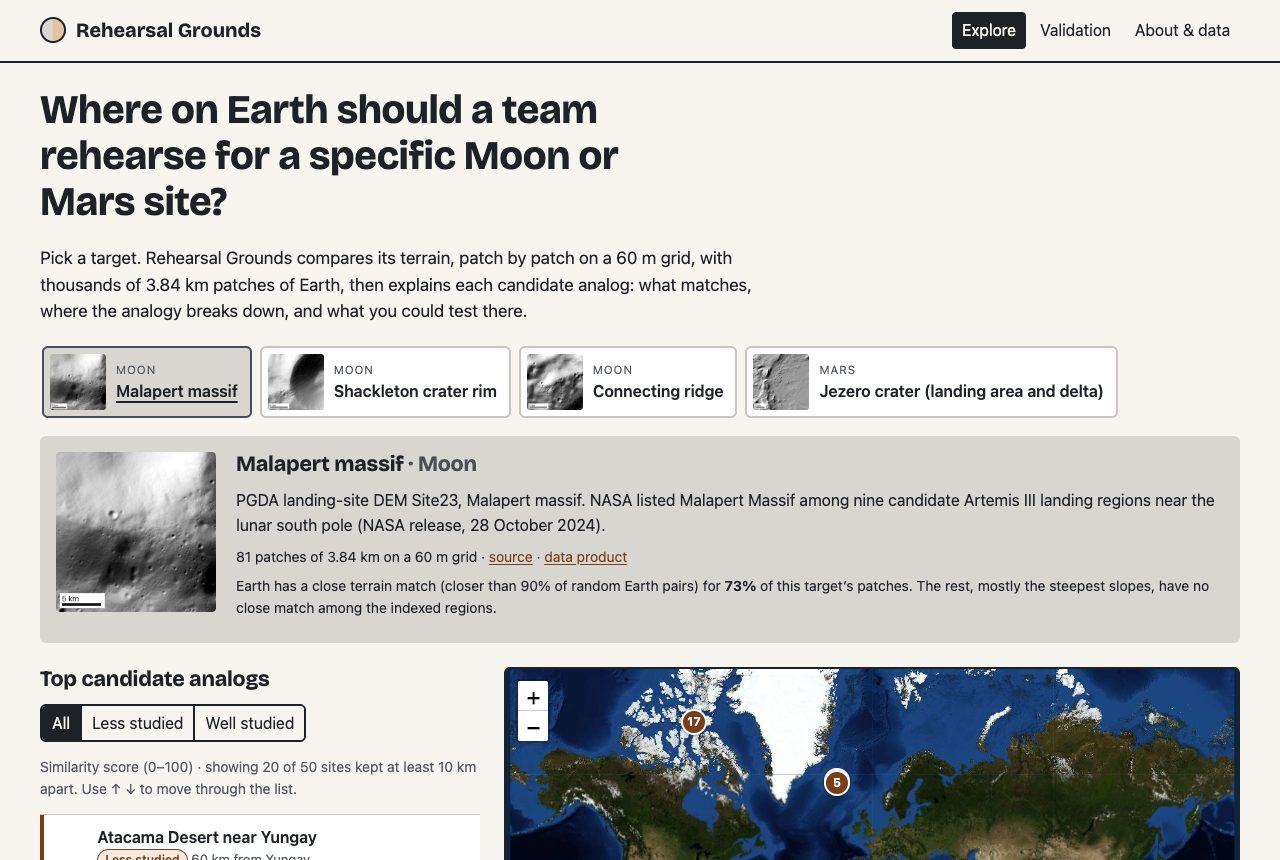 Rehearsal Grounds
Explore
Validation
About & data
Where on Earth should a team
rehearse for a specific Moon or
Mars site?
Pick a target. Rehearsal Grounds compares its terrain, patch by patch on a 60 m grid, with
thousands of 3.84 km patches of Earth, then explains each candidate analog: what matches,
where the analogy breaks down, and what you could test there.
MOON
Malapert massif
MOON
Shackleton crater rim
MOON
Connecting ridge
MARS
Jezero crater (landing area and delta)
Malapert massif · Moon
PGDA landing-site DEM Site23, Malapert massif. NASA listed Malapert Massif among nine candidate Artemis III landing regions near the
lunar south pole (NASA release, 28 October 2024).
81 patches of 3.84 km on a 60 m grid · source · data product
Earth has a close terrain match (closer than 90% of random Earth pairs) for 73% of this target's patches. The rest, mostly the steepest slopes, have no
close match among the indexed regions.
5 km
Top candidate analogs
All
Less studied
Well studied
Similarity score (0–100) · showing 20 of 50 sites kept at least 10 km
apart. Use ↑ ↓ to move through the list.
Atacama Desert near Yungay
Less studied 60 km from Yungay
+
−
17
5